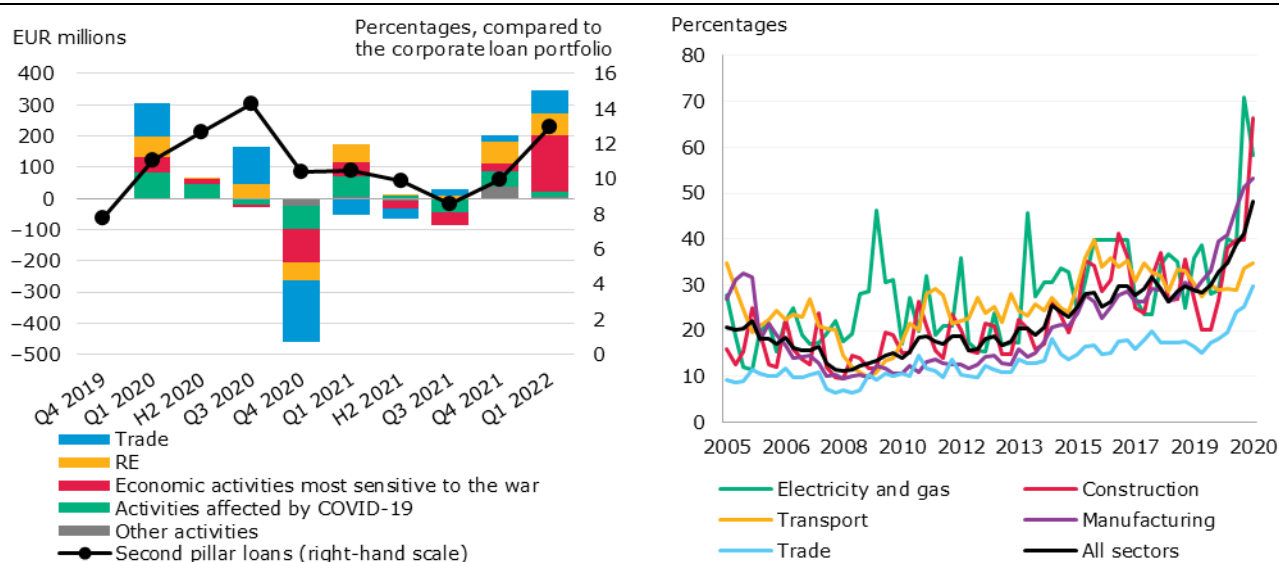 EUR millions
Percentages, compared to
the corporate loan portfolio
400
300
200
100
0
−100
−200
−300
−400
−500
16
14
12
10
8
6
4
2
0
Q4 2019
Q1 2020
H2 2020
Q3 2020
Q4 2020
Q1 2021
H2 2021
Q3 2021
Q4 2021
Q1 2022
Trade
RE
Economic activities most sensitive to the war
Activities affected by COVID-19
Other activities
Second pillar loans (right-hand scale)
Percentages
80
70
60
50
40
30
20
10
0
2005 2006 2008 2010 2012 2013 2015 2017 2018 2020
Electricity and gas
Construction
Transport
Manufacturing
Trade
All sectors